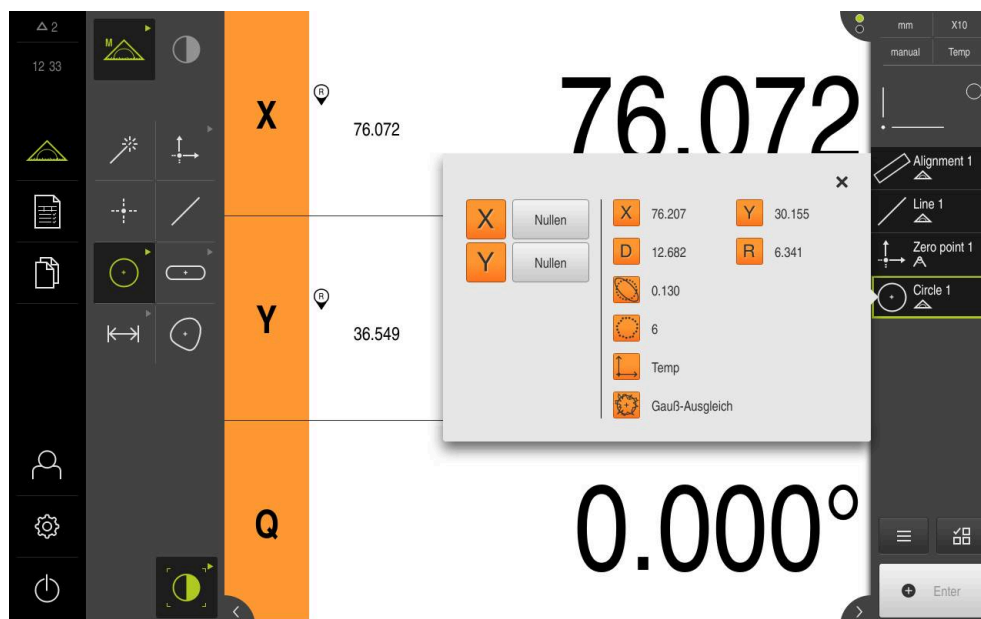 2
12 33
M
X
R
76.072
76.072
Y
R
36.549
Q
0.000°
X Nullen
Y Nullen
X 76.207 Y 30.155
D 12.682 R 6.341
0.130
6
Temp
Gauß-Ausgleich
mm X10
manual Temp
Alignment 1
Line 1
Zero point 1
Circle 1
Enter